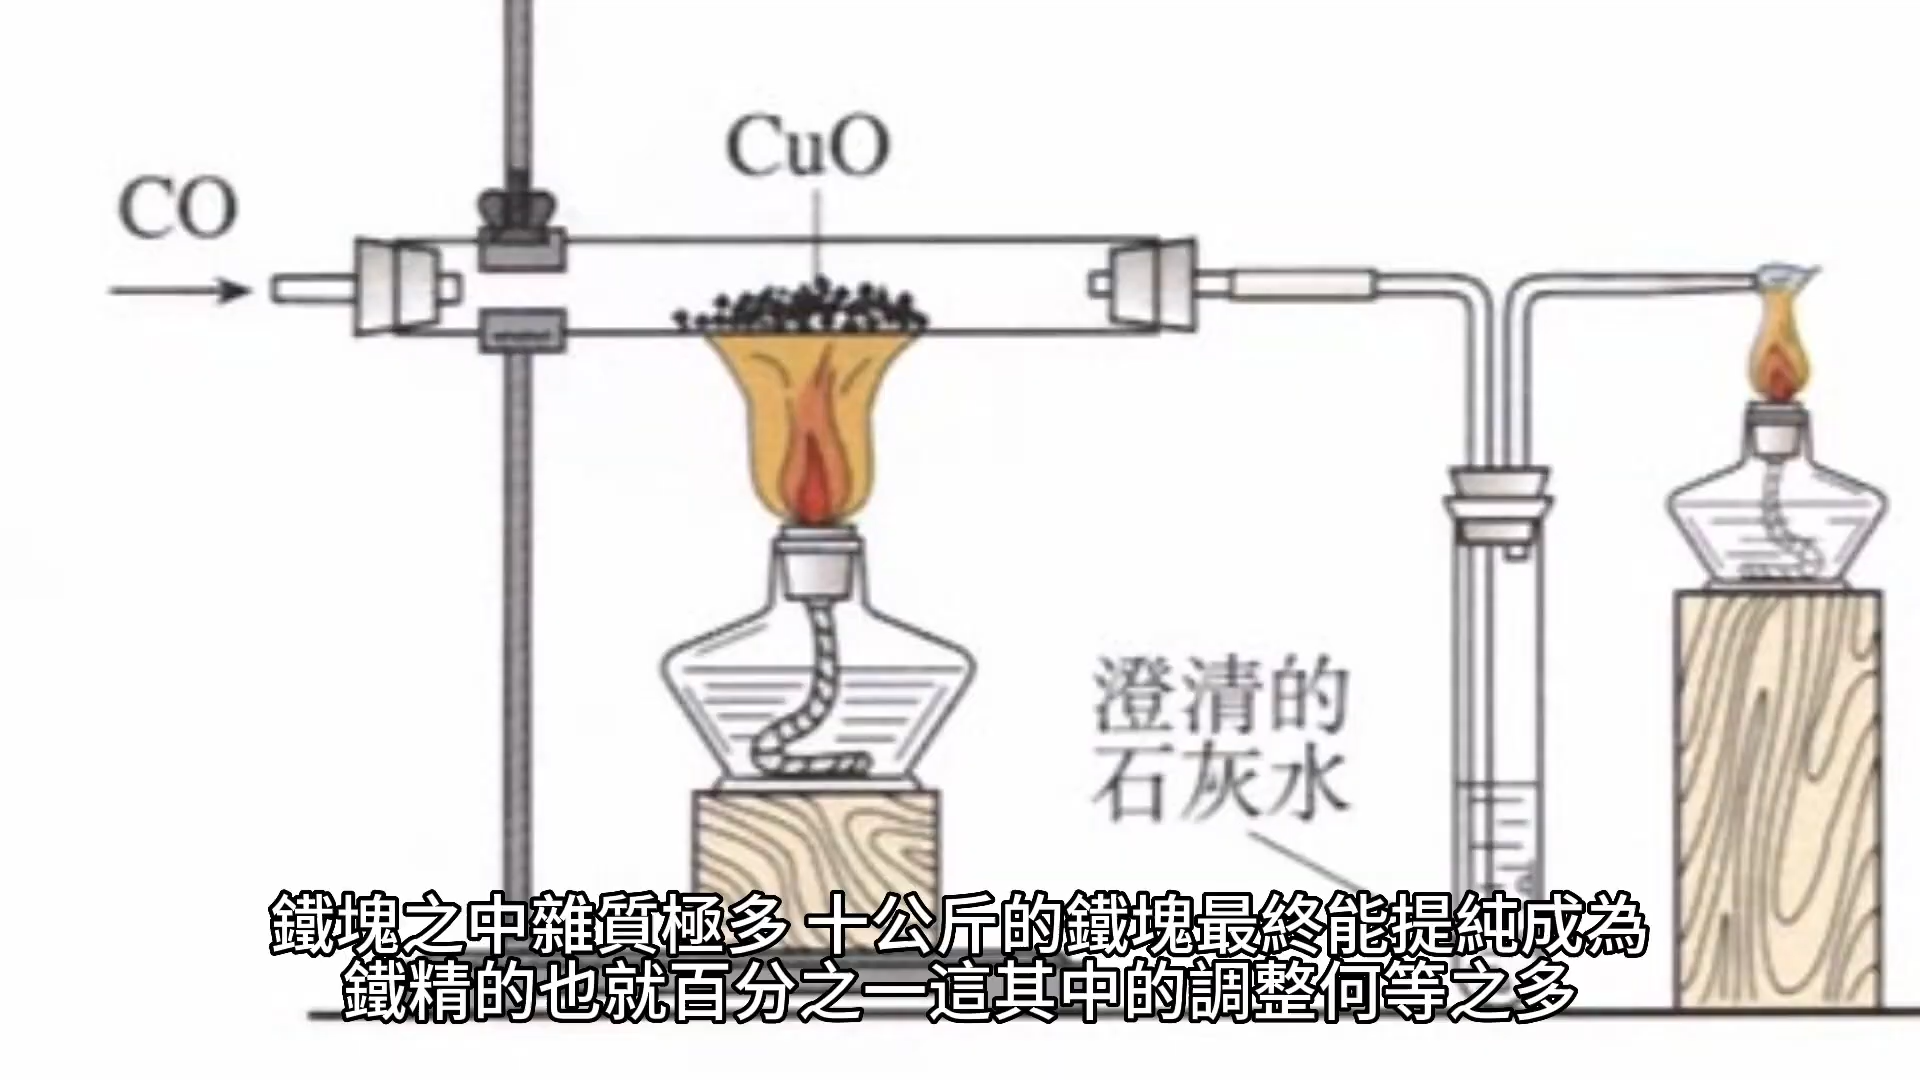 CuO
CO
澄清的
石灰水
鐵塊之中雜質極多 十公斤的鐵塊最終能提純成為
鐵精的也就百分之一這其中的調整何等之多